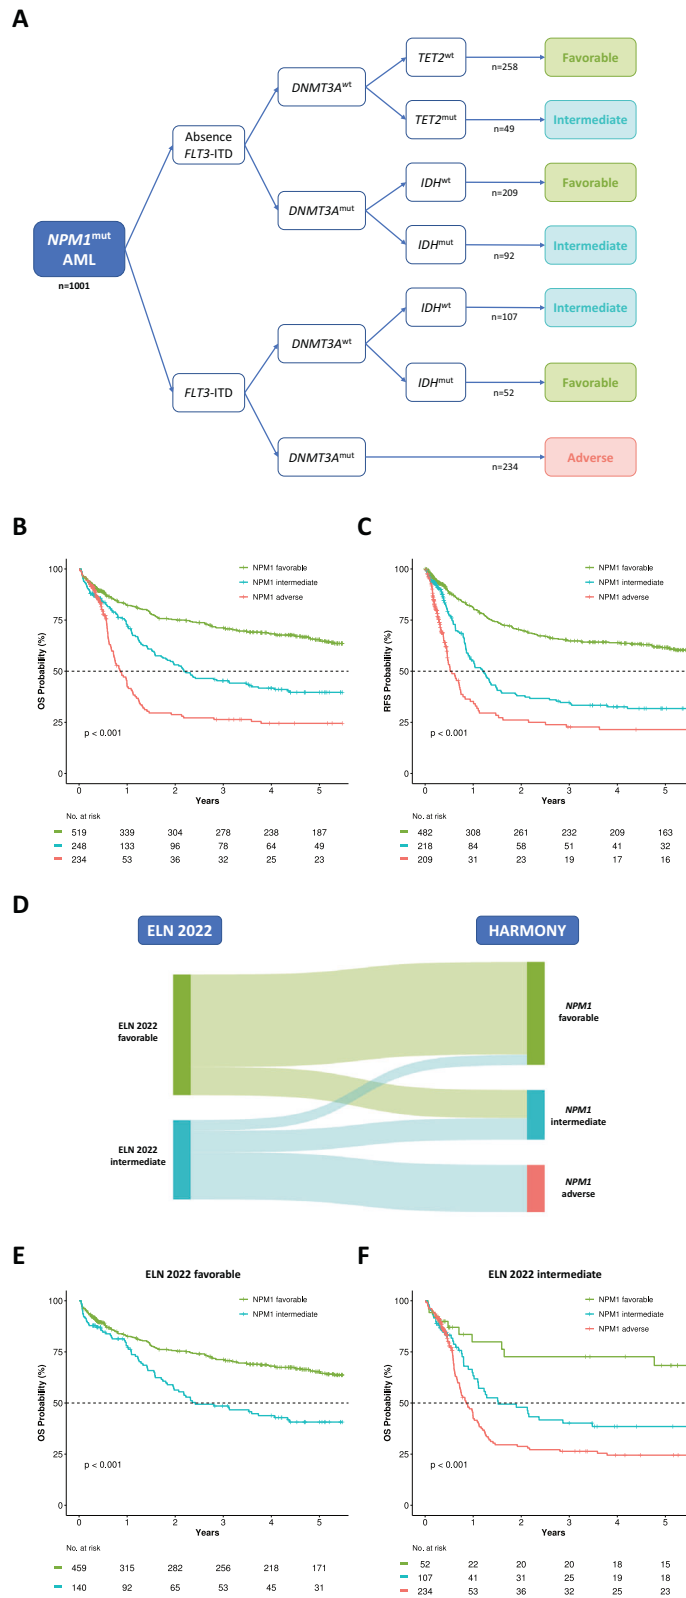 A
TET2wt
n=258
Favorable
DNMT3Awt
TET2mut
n=49
Intermediate
Absence
FLT3-ITD
IDHwt
n=209
Favorable
DNMT3Amut
IDHmut
n=92
Intermediate
NPM1mut
AML
n=1001
IDHwt
n=107
Intermediate
DNMT3Awt
IDHmut
n=52
Favorable
FLT3-ITD
DNMT3Amut
n=234
Adverse
B
100
75
50
25
0
OS Probability (%)
NPM1 favorable
NPM1 intermediate
NPM1 adverse
p < 0.001
0 1 2 3 4 5
Years
No. at risk
519 339 304 278 238 187
248 133 96 78 64 49
234 53 36 32 25 23
C
100
75
50
25
0
RFS Probability (%)
NPM1 favorable
NPM1 intermediate
NPM1 adverse
p < 0.001
0 1 2 3 4 5
Years
No. at risk
482 308 261 232 209 163
218 84 58 51 41 32
209 31 23 19 17 16
D
ELN 2022
HARMONY
ELN 2022
favorable
NPM1
favorable
ELN 2022
intermediate
NPM1
intermediate
NPM1
adverse
E
ELN 2022 favorable
100
75
50
25
0
OS Probability (%)
NPM1 favorable
NPM1 intermediate
p < 0.001
0 1 2 3 4 5
Years
No. at risk
459 315 282 256 218 171
140 92 65 53 45 31
F
ELN 2022 intermediate
100
75
50
25
0
OS Probability (%)
NPM1 favorable
NPM1 intermediate
NPM1 adverse
p < 0.001
0 1 2 3 4 5
Years
No. at risk
52 22 20 20 18 15
107 41 31 25 19 18
234 53 36 32 25 23